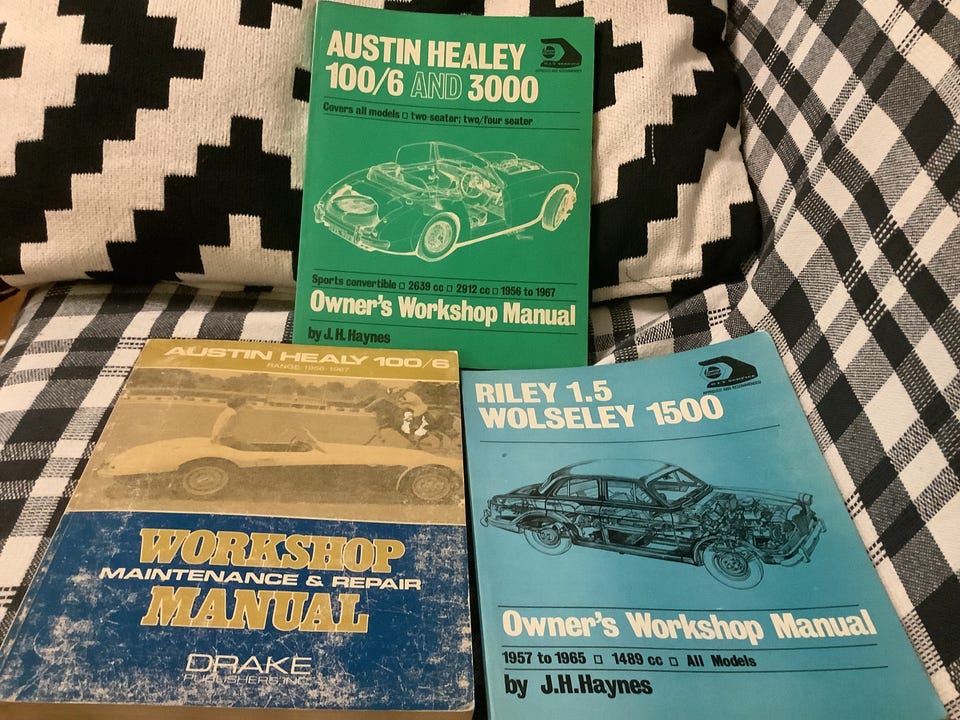 AUSTIN HEALEY
100/6 AND 3000
Covers all models □ two-seater; two/four seater
Sports convertible □ 2639 cc □ 2912 cc □ 1956 to 1967
Owner's Workshop Manual
by J.H. Haynes
AUSTIN HEALY 100/6
RANGE 1956-1967
WORKSHOP
MAINTENANCE & REPAIR
MANUAL
DRAKE
PUBLISHERS INC
RILEY 1.5
WOLSELEY 1500
Owner's Workshop Manual
1957 to 1965 □ 1489 cc □ All Models
by J.H.Haynes